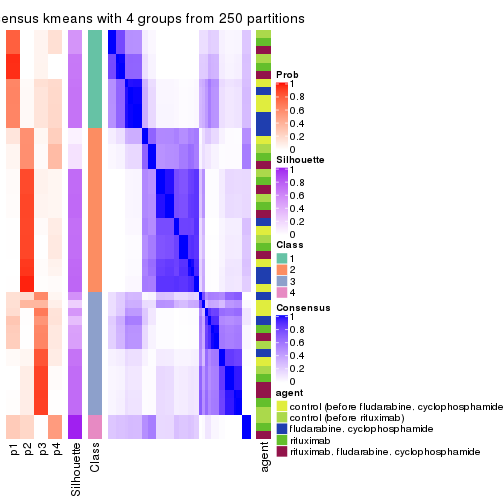 ensus kmeans with 4 groups from 250 partitions
Prob
1
0.8
0.6
0.4
0.2
0
Silhouette
1
0.8
0.6
0.4
0.2
0
Class
1
2
3
4
Consensus
1
0.8
0.6
0.4
0.2
0
agent
control (before fludarabine. cyclophosphamide
control (before rituximab)
fludarabine. cyclophosphamide
rituximab
rituximab. fludarabine. cyclophosphamide
p1
p2
p3
p4
Silhouette
Class
agent